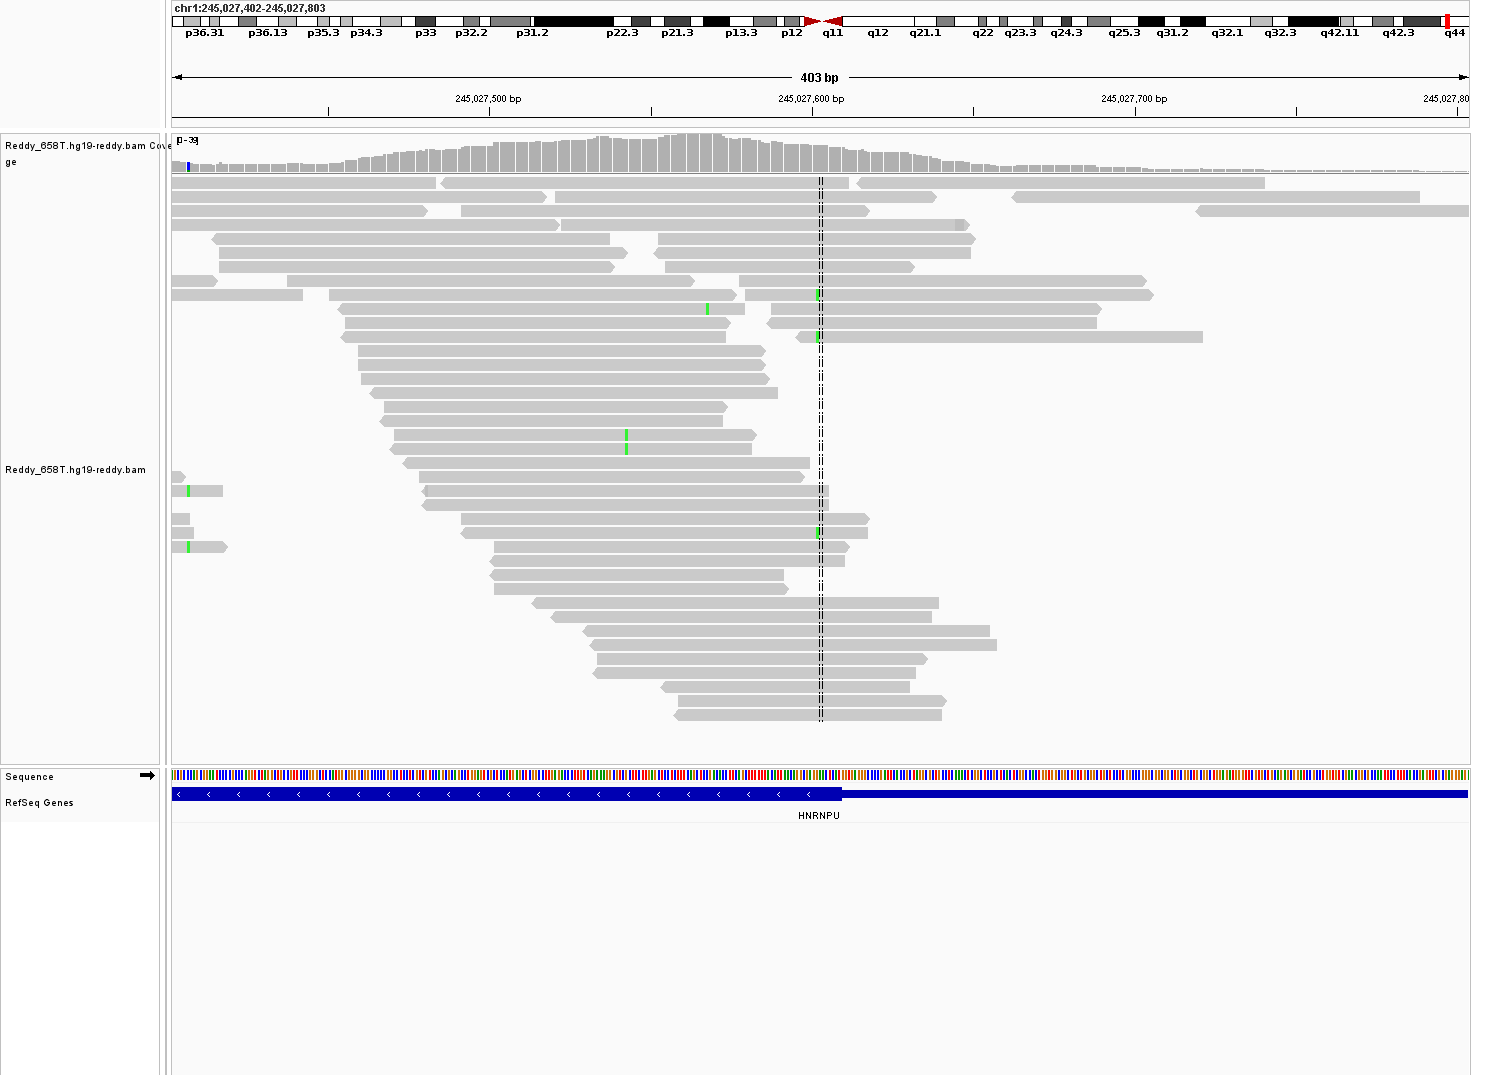 chr1:245,027,402-245,027,803
p36.31 p36.13 p35.3 p34.3 p33 p32.2 p31.2 p22.3 p21.3 p13.3 p12 q11 q12 q21.1 q22 q23.3 q24.3 q25.3 q31.2 q32.1 q32.3 q42.11 q42.3 q44
403 bp
245,027,500 bp 245,027,600 bp 245,027,700 bp 245,027,80
Reddy_658T.hg19-reddy.bam Cove
ge
[0-39]
Reddy_658T.hg19-reddy.bam
Sequence
RefSeq Genes
HNRNPU